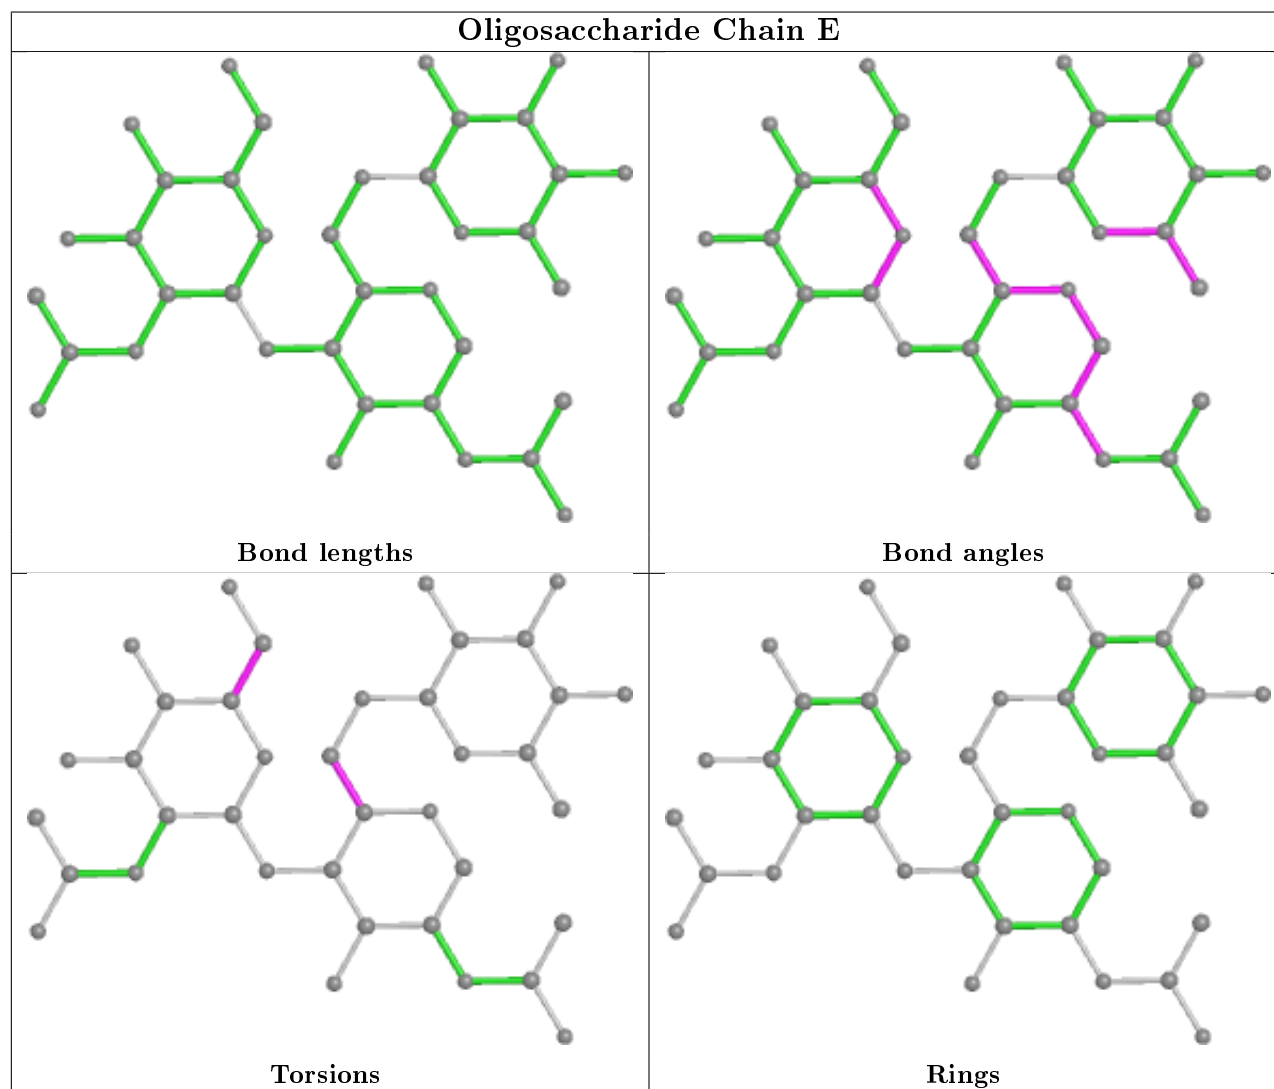 Oligosaccharide Chain E
Bond lengths
Bond angles
Torsions
Rings